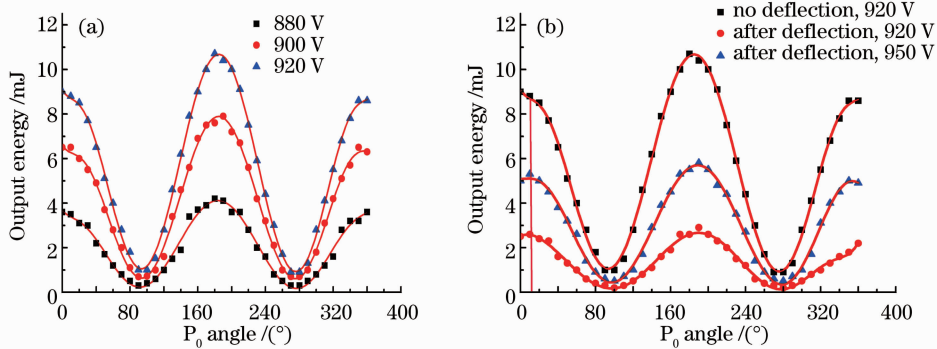 (a)
880 V
900 V
920 V
Output energy /mJ
12
10
8
6
4
2
0
0 80 160 240 320 400
P0 angle /(°)
(b)
no deflection, 920 V
after deflection, 920 V
after deflection, 950 V
Output energy /mJ
12
10
8
6
4
2
0
0 80 160 240 320 400
P0 angle /(°)